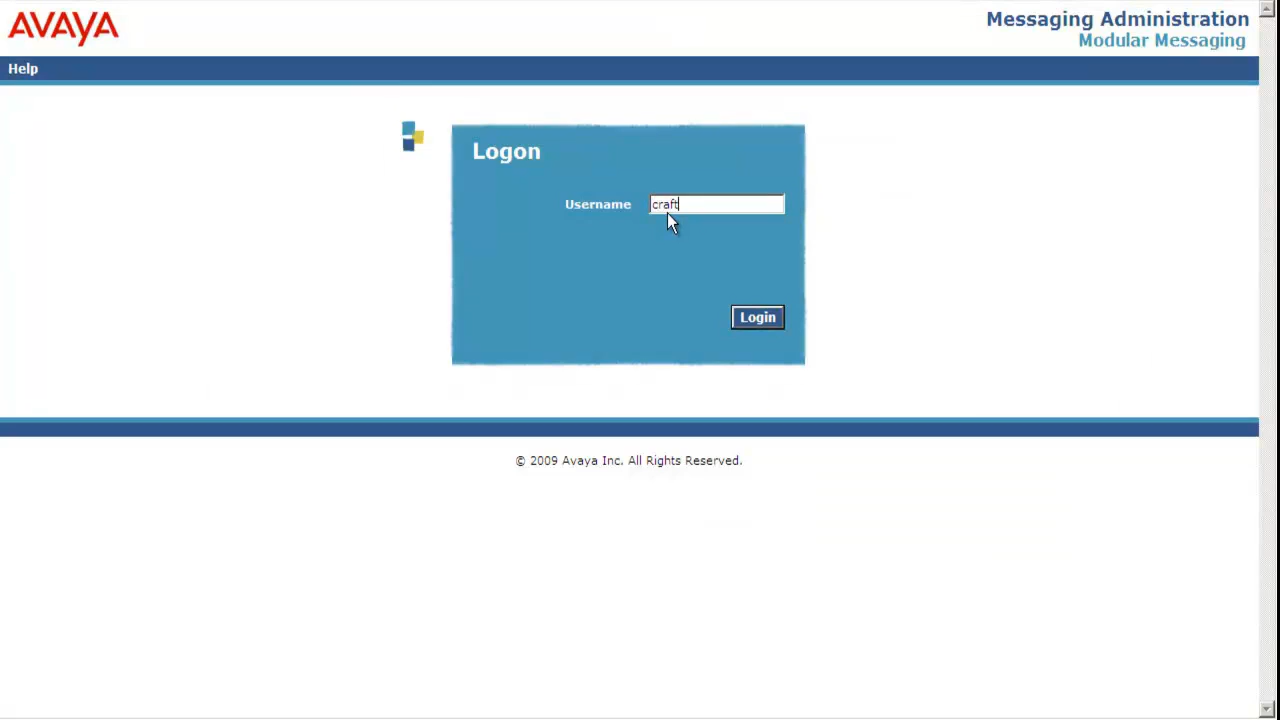 AVAYA
Messaging Administration
Modular Messaging
Help
Logon
Username craft
Login
© 2009 Avaya Inc. All Rights Reserved.